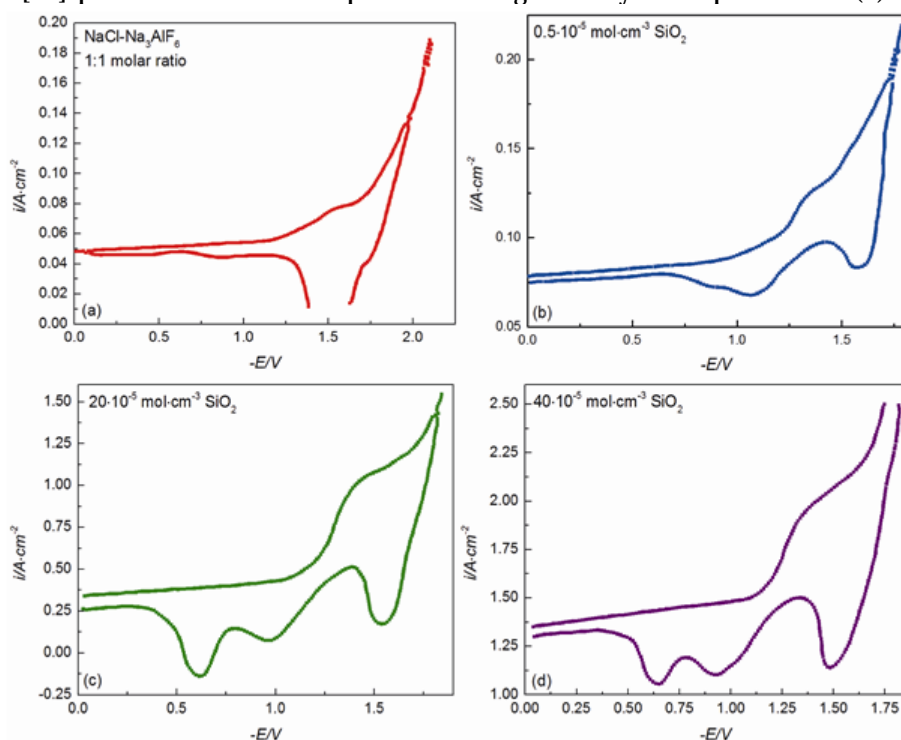 NaCl-Na₃AlF₆
1:1 molar ratio
0.20
0.18
0.16
0.14
0.12
0.10
0.08
0.06
0.04
0.02
0.00
i/A·cm⁻²
(a)
0.0 0.5 1.0 1.5 2.0
-E/V
0.5·10⁻⁵ mol·cm⁻³ SiO₂
0.20
0.15
0.10
0.05
i/A·cm⁻²
(b)
0.0 0.5 1.0 1.5
-E/V
20·10⁻⁵ mol·cm⁻³ SiO₂
1.50
1.25
1.00
0.75
0.50
0.25
0.00
-0.25
i/A·cm⁻²
(c)
0.0 0.5 1.0 1.5
-E/V
40·10⁻⁵ mol·cm⁻³ SiO₂
2.50
2.25
2.00
1.75
1.50
1.25
1.00
i/A·cm⁻²
(d)
0.00 0.25 0.50 0.75 1.00 1.25 1.50 1.75
-E/V